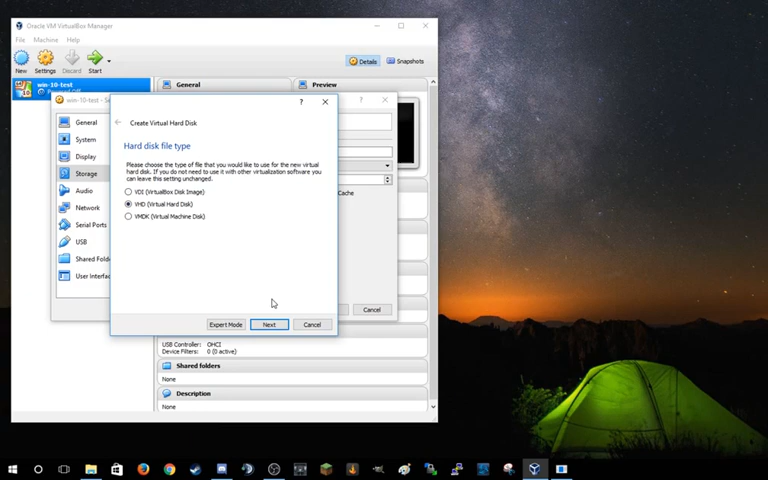 Oracle VM VirtualBox Manager
File Machine Help
New Settings Discard Start
Details Snapshots
win-10-test
General
Preview
General
System
Display
Storage
Audio
Network
Serial Ports
USB
Shared Fold
User Interfac
Cache
Cancel
Create Virtual Hard Disk
Hard disk file type
Please choose the type of file that you would like to use for the new virtual
hard disk. If you do not need to use it with other virtualization software you
can leave this setting unchanged.
VDI (VirtualBox Disk Image)
VHD (Virtual Hard Disk)
VMDK (Virtual Machine Disk)
Expert Mode Next Cancel
USB Controller: OHCI
Device Filters: 0 (0 active)
Shared folders
None
Description
None